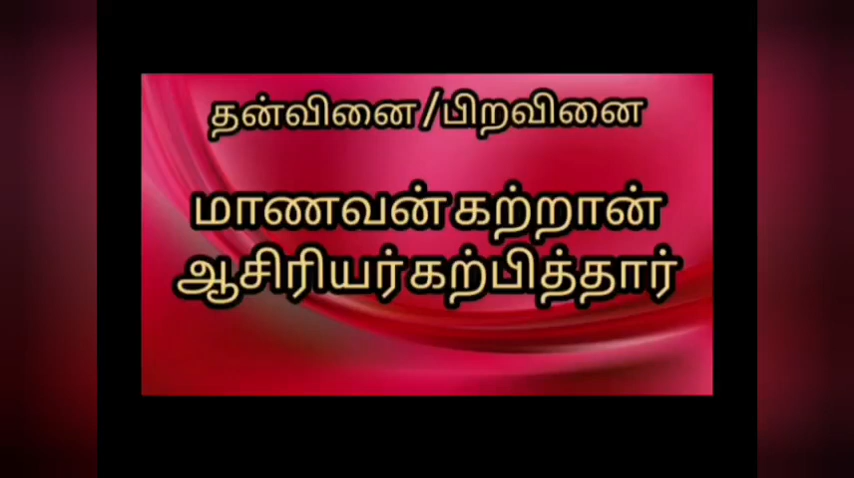 தன்வினை/பிறவினை
மாணவன் கற்றான்
ஆசிரியர் கற்பித்தார்